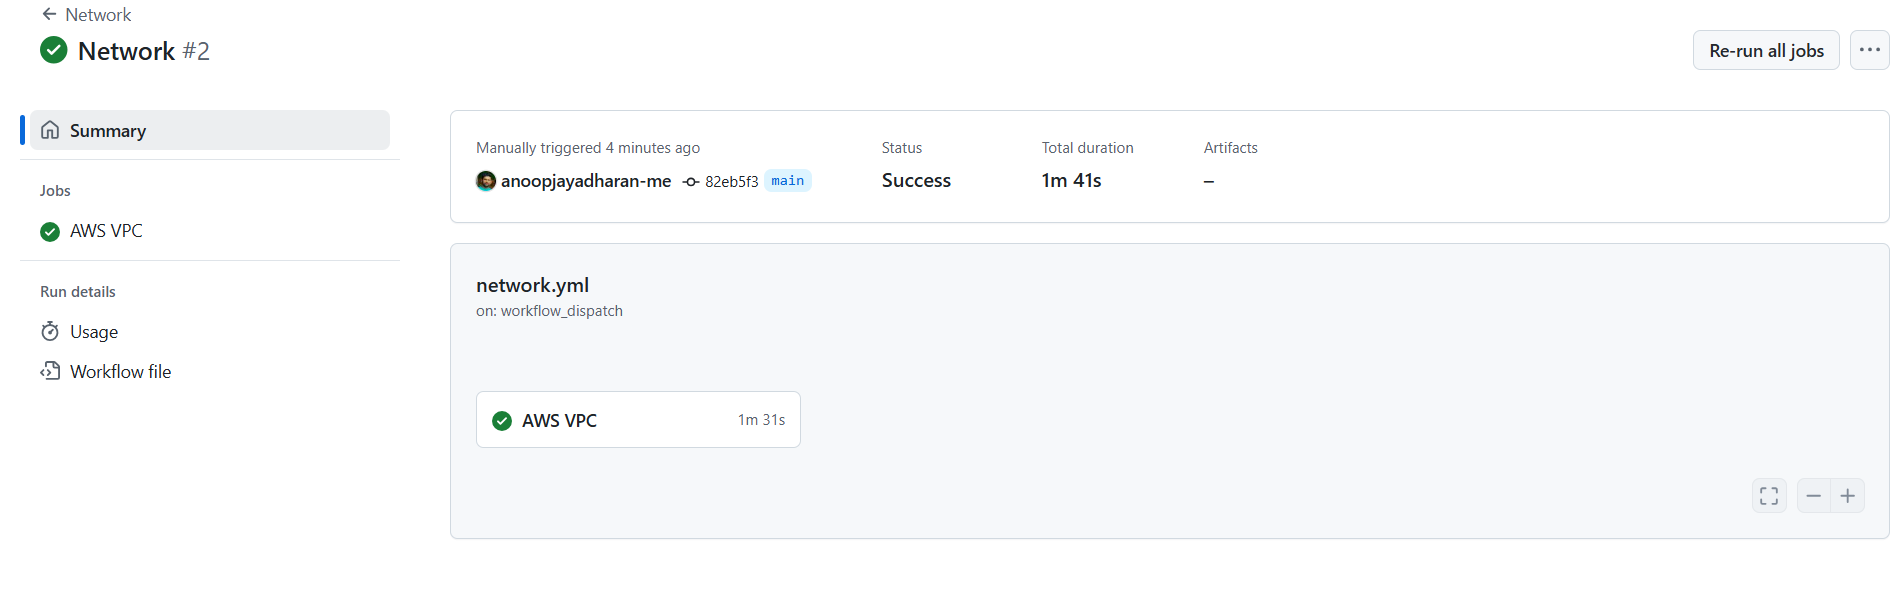 Network
Network #2
Re-run all jobs
Summary
Jobs
AWS VPC
Run details
Usage
Workflow file
Manually triggered 4 minutes ago
anoopjayadharan-me 82eb5f3 main
Status
Success
Total duration
1m 41s
Artifacts
–
network.yml
on: workflow_dispatch
AWS VPC 1m 31s